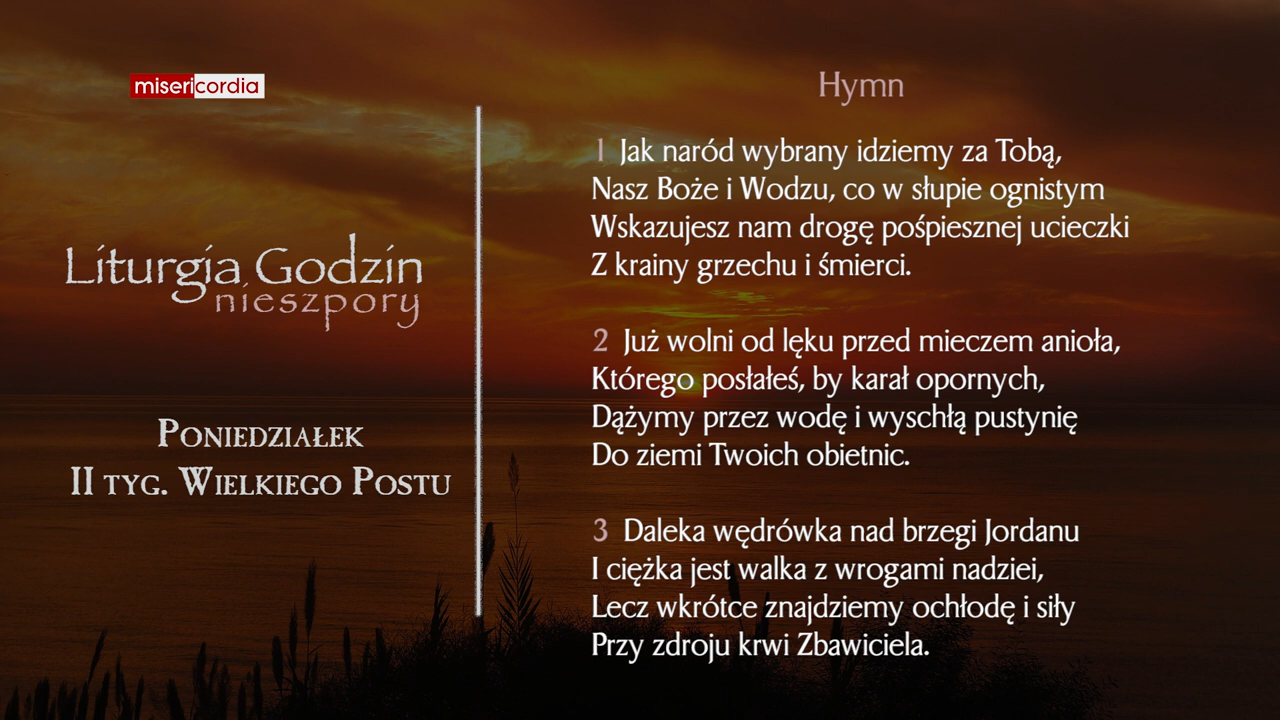 misericordia
Liturgia Godzin
nieszpory
Poniedziałek
II tyg. Wielkiego Postu
Hymn
1 Jak naród wybrany idziemy za Tobą,
Nasz Boże i Wodzu, co w słupie ognistym
Wskazujesz nam drogę pośpiesznej ucieczki
Z krainy grzechu i śmierci.
2 Już wolni od lęku przed mieczem anioła,
Którego posłałeś, by karał opornych,
Dążymy przez wodę i wyschłą pustynię
Do ziemi Twoich obietnic.
3 Daleka wędrówka nad brzegi Jordanu
I ciężka jest walka z wrogami nadziei,
Lecz wkrótce znajdziemy ochłodę i siły
Przy zdroju krwi Zbawiciela.